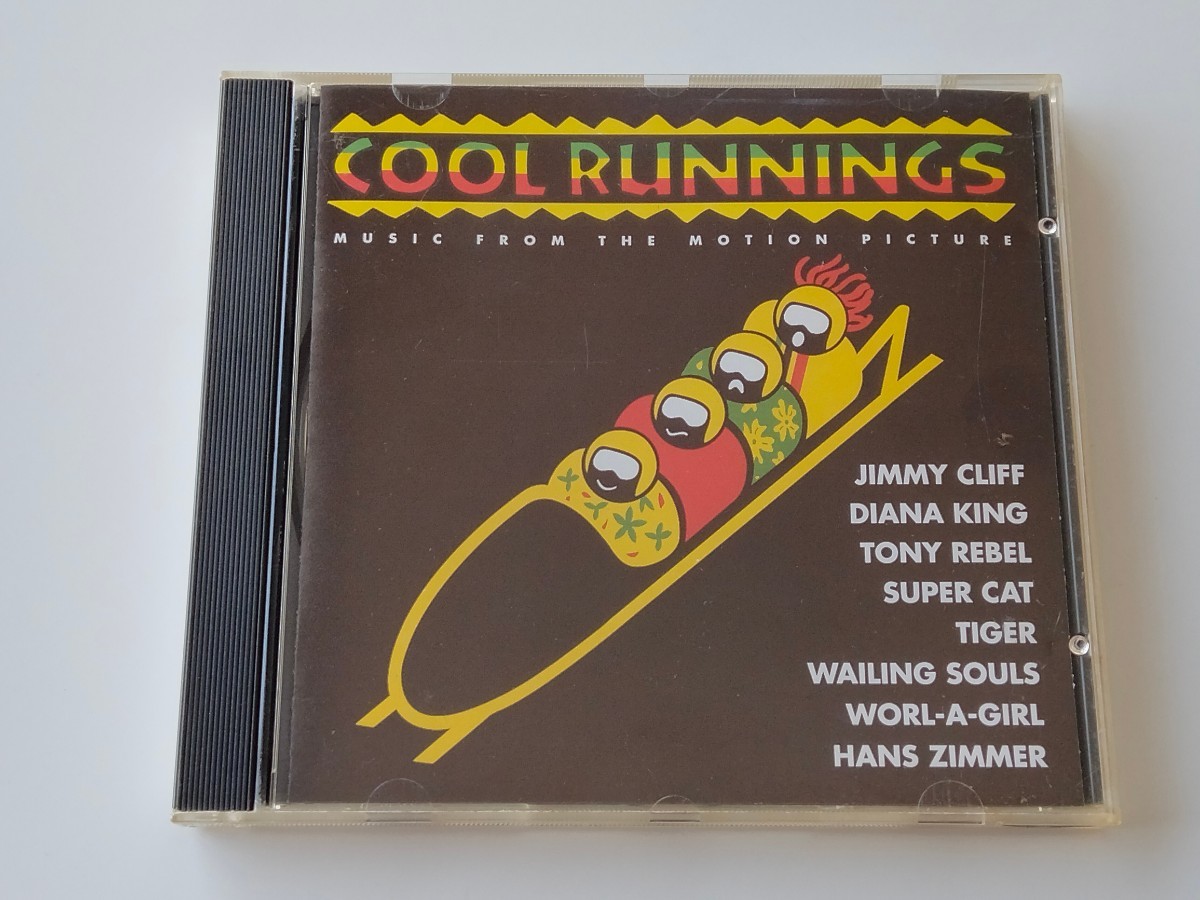 COOL RUNNINGS
MUSIC FROM THE MOTION PICTURE
JIMMY CLIFF
DIANA KING
TONY REBEL
SUPER CAT
TIGER
WAILING SOULS
WORL-A-GIRL
HANS ZIMMER